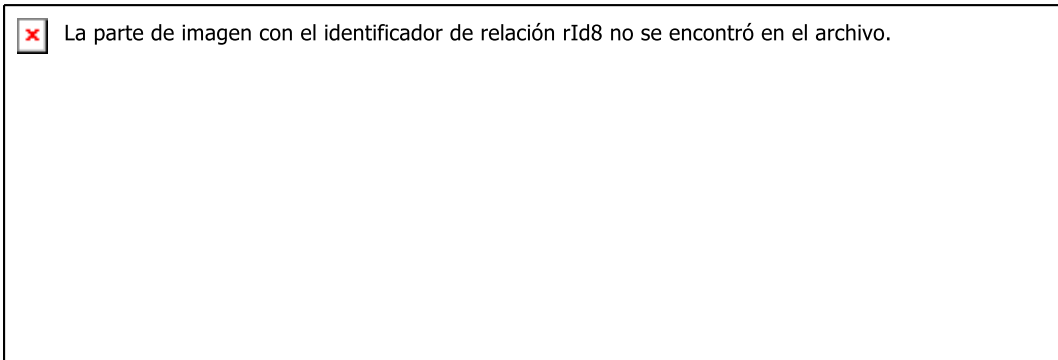 La parte de imagen con el identificador de relación rId8 no se encontró en el archivo.